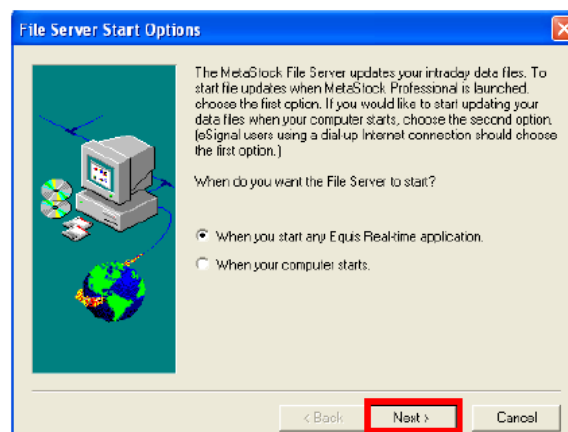 File Server Start Options
The MetaStock File Server updates your intraday data files. To
start file updates when MetaStock Professional is launched,
choose the first option. If you would like to start updating your
data files when your computer starts, choose the second option.
(eSignal users using a dial-up Internet connection should choose
the first option.)
When do you want the File Server to start?
When you start any Equis Real-time application.
When your computer starts.
< Back
Next >
Cancel